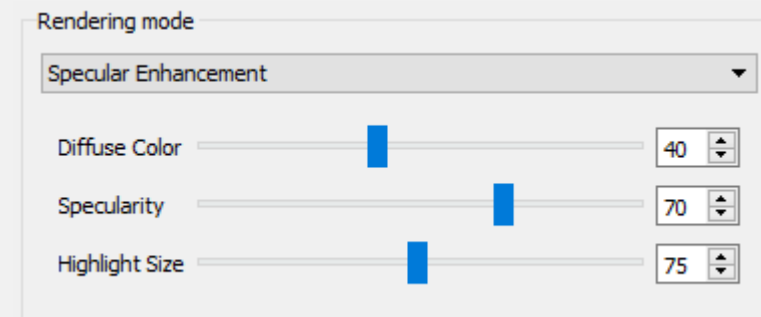 Rendering mode
Specular Enhancement
Diffuse Color 40
Specularity 70
Highlight Size 75